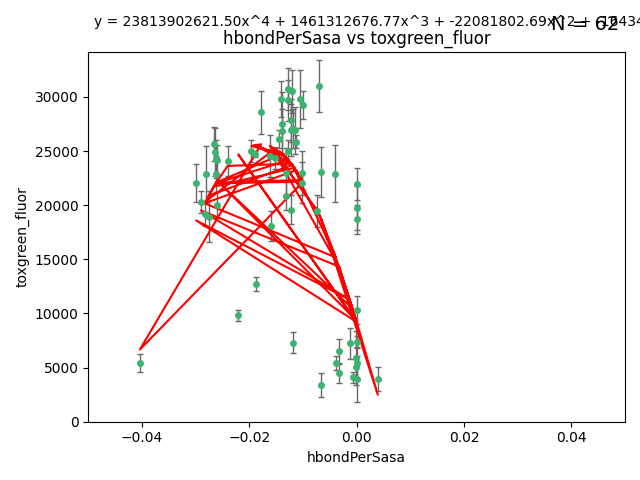 y = 23813902621.50x^4 + 1461312676.77x^3 + -22081802.69x^2 +
N = 62
hbondPerSasa vs toxgreen_fluor
toxgreen_fluor
30000
25000
20000
15000
10000
5000
0
−0.04
−0.02
0.00
0.02
0.04
hbondPerSasa